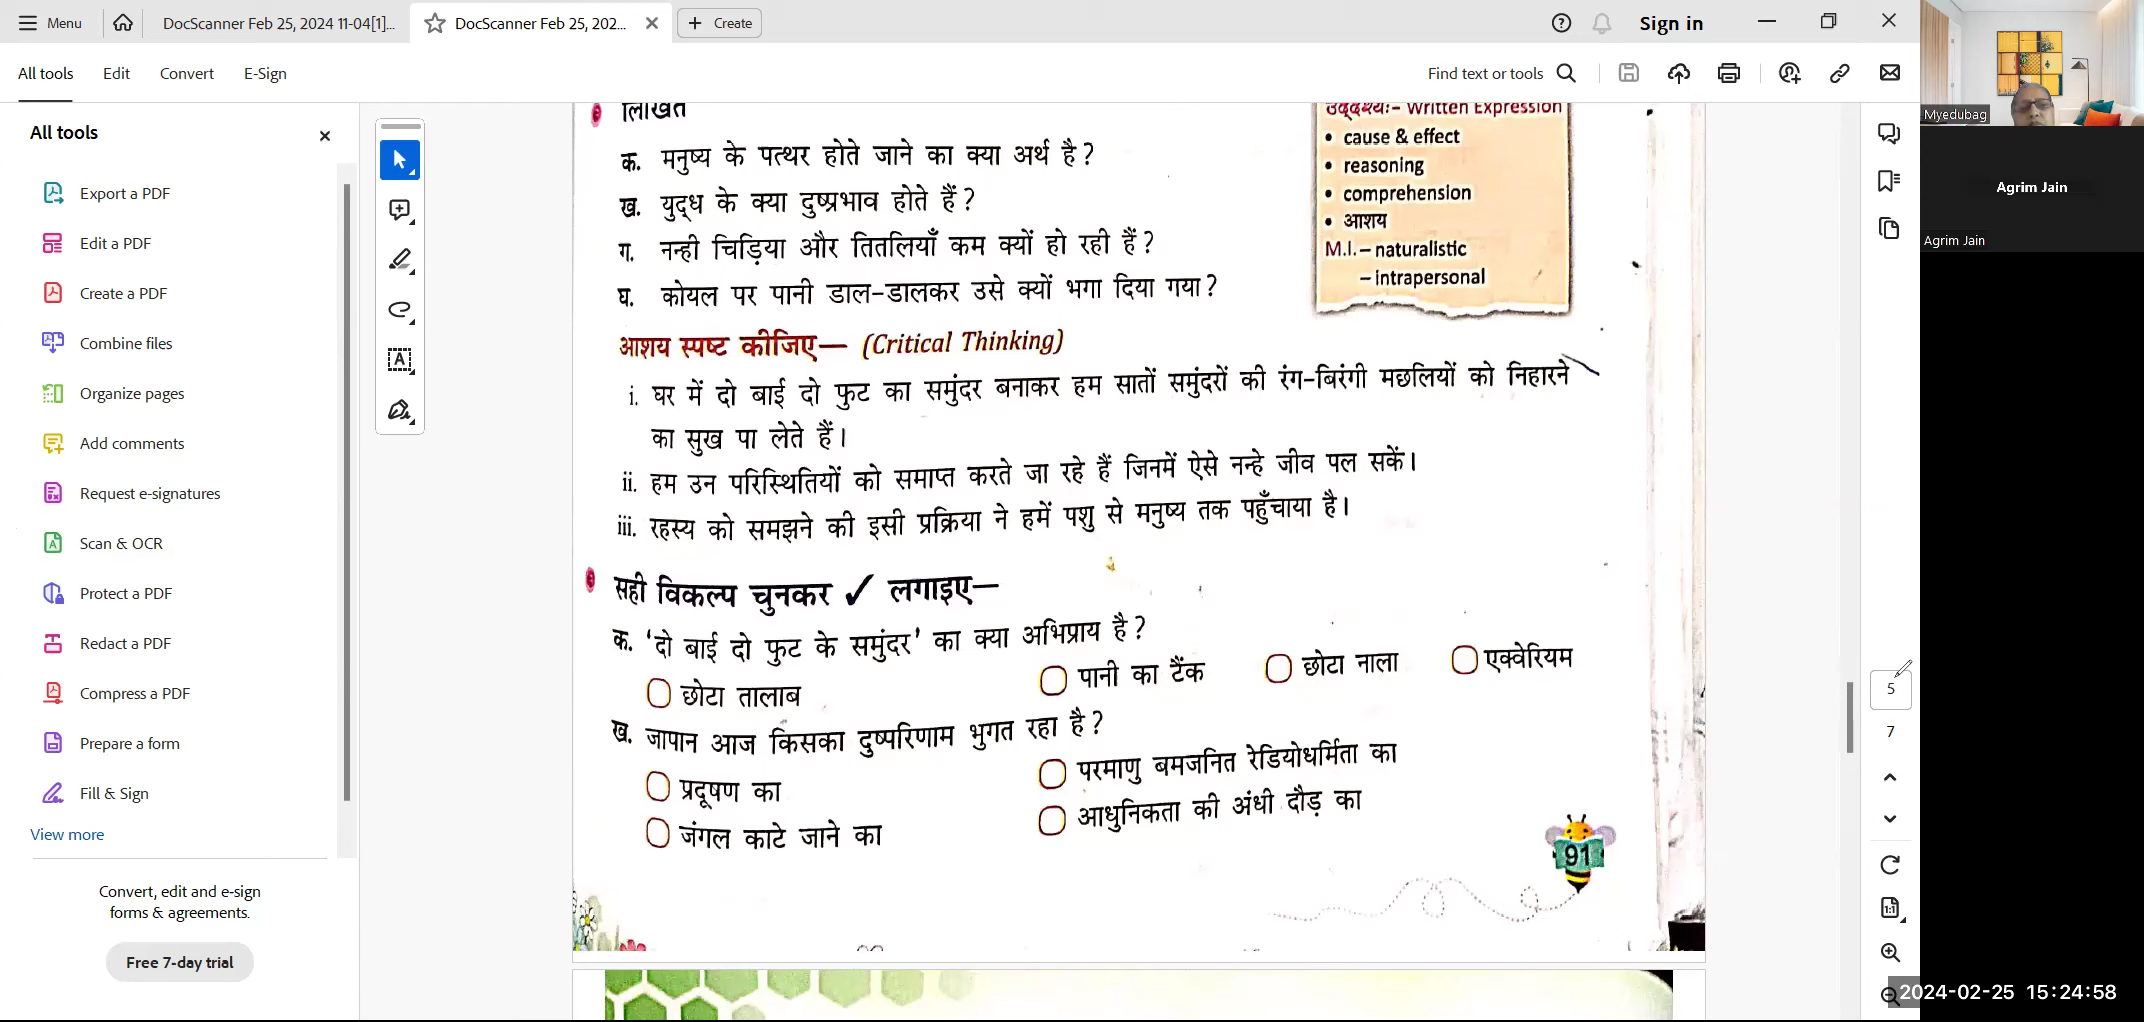 Menu
DocScanner Feb 25, 2024 11-04[1]...
DocScanner Feb 25, 202...
Create
Sign in
All tools
Edit
Convert
E-Sign
Find text or tools
All tools
Export a PDF
Edit a PDF
Create a PDF
Combine files
Organize pages
Add comments
Request e-signatures
Scan & OCR
Protect a PDF
Redact a PDF
Compress a PDF
Prepare a form
Fill & Sign
View more
Convert, edit and e-sign
forms & agreements.
Free 7-day trial
लिखित
क. मनुष्य के पत्थर होते जाने का क्या अर्थ है?
ख. युद्ध के क्या दुष्प्रभाव होते हैं?
ग. नन्ही चिड़िया और तितलियाँ कम क्यों हो रही हैं?
घ. कोयल पर पानी डाल-डालकर उसे क्यों भगा दिया गया?
उद्देश्य:- Written Expression
• cause & effect
• reasoning
• comprehension
• आशय
M.I. – naturalistic
– intrapersonal
आशय स्पष्ट कीजिए— (Critical Thinking)
i. घर में दो बाई दो फुट का समुंदर बनाकर हम सातों समुंदरों की रंग-बिरंगी मछलियों को निहारने
का सुख पा लेते हैं।
ii. हम उन परिस्थितियों को समाप्त करते जा रहे हैं जिनमें ऐसे नन्हे जीव पल सकें।
iii. रहस्य को समझने की इसी प्रक्रिया ने हमें पशु से मनुष्य तक पहुँचाया है।
सही विकल्प चुनकर ✓ लगाइए—
क. 'दो बाई दो फुट के समुंदर' का क्या अभिप्राय है?
छोटा तालाब पानी का टैंक छोटा नाला एक्वेरियम
ख. जापान आज किसका दुष्परिणाम भुगत रहा है?
प्रदूषण का परमाणु बमजनित रेडियोधर्मिता का
जंगल काटे जाने का आधुनिकता की अंधी दौड़ का
91
5
7
Myedubag
Agrim Jain
Agrim Jain
2024-02-25 15:24:58